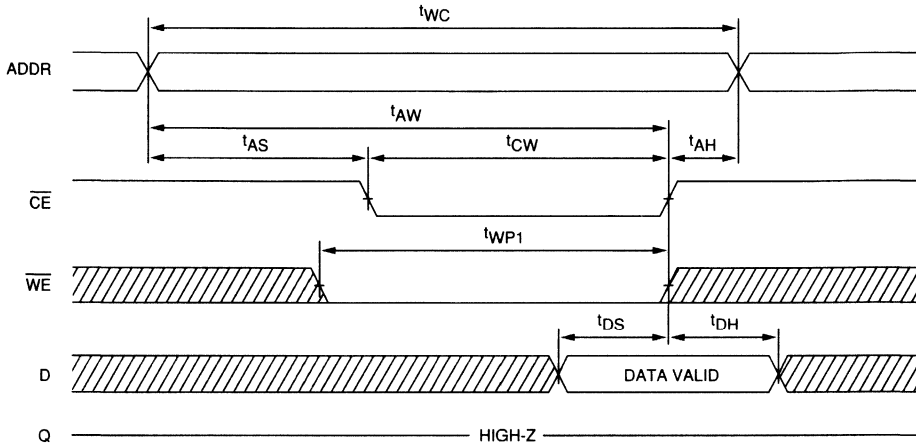 tWC
ADDR
tAW
tAS tCW tAH
CE
tWP1
WE
tDS tDH
D DATA VALID
Q HIGH-Z